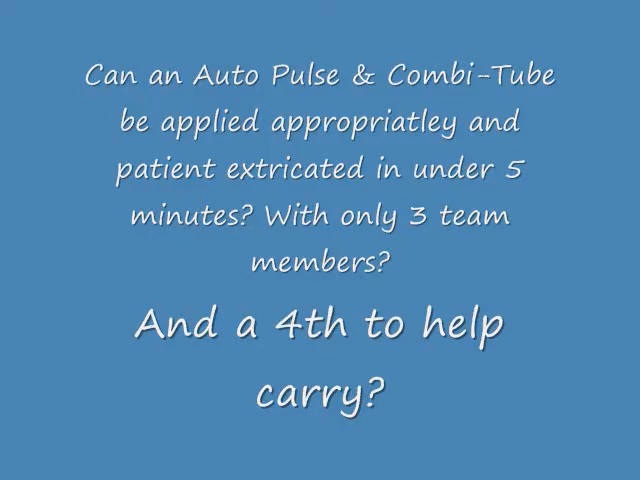 Can an Auto Pulse & Combi-Tube
be applied appropriatley and
patient extricated in under 5
minutes? With only 3 team
members?
And a 4th to help
carry?